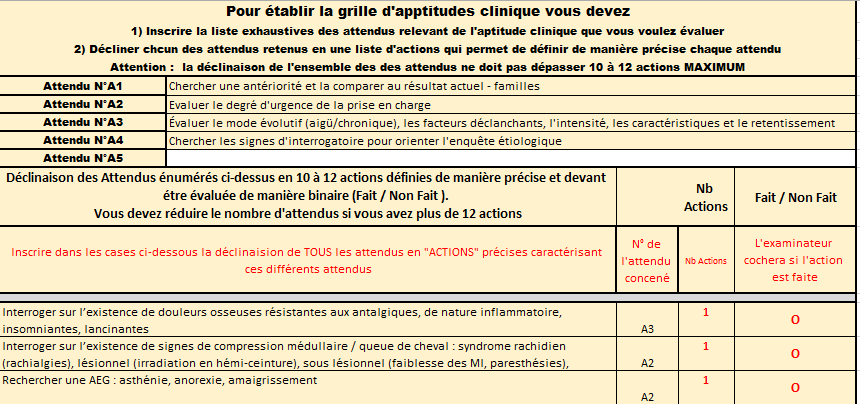 Pour établir la grille d'apptitudes clinique vous devez
1) Inscrire la liste exhaustives des attendus relevant de l'aptitude clinique que vous voulez évaluer
2) Décliner chcun des attendus retenus en une liste d'actions qui permet de définir de manière précise chaque attendu
Attention : la déclinaison de l'ensemble des des attendus ne doit pas dépasser 10 à 12 actions MAXIMUM
Attendu N°A1 Chercher une antériorité et la comparer au résultat actuel - familles
Attendu N°A2 Evaluer le degré d'urgence de la prise en charge
Attendu N°A3 Évaluer le mode évolutif (aigü/chronique), les facteurs déclanchants, l'intensité, les caractéristiques et le retentissement
Attendu N°A4 Chercher les signes d'interrogatoire pour orienter l'enquête étiologique
Attendu N°A5
Déclinaison des Attendus énumérés ci-dessus en 10 à 12 actions définies de manière précise et devant
étre évaluée de manière binaire (Fait / Non Fait ).
Vous devez réduire le nombre d'attendus si vous avez plus de 12 actions
Nb
Actions
Fait / Non Fait
Inscrire dans les cases ci-dessous la déclinaision de TOUS les attendus en "ACTIONS" précises caractérisant
ces différents attendus
N° de
l'attendu
concené
Nb Actions
L'examinateur
cochera si l'action
est faite
Interroger sur l’existence de douleurs osseuses résistantes aux antalgiques, de nature inflammatoire,
insomniantes, lancinantes
A3
1
O
Interroger sur l’existence de signes de compression médullaire / queue de cheval : syndrome rachidien
(rachialgies), lésionnel (irradiation en hémi-ceinture), sous lésionnel (faiblesse des MI, paresthésies),
A2
1
O
Rechercher une AEG : asthénie, anorexie, amaigrissement
A2
1
O